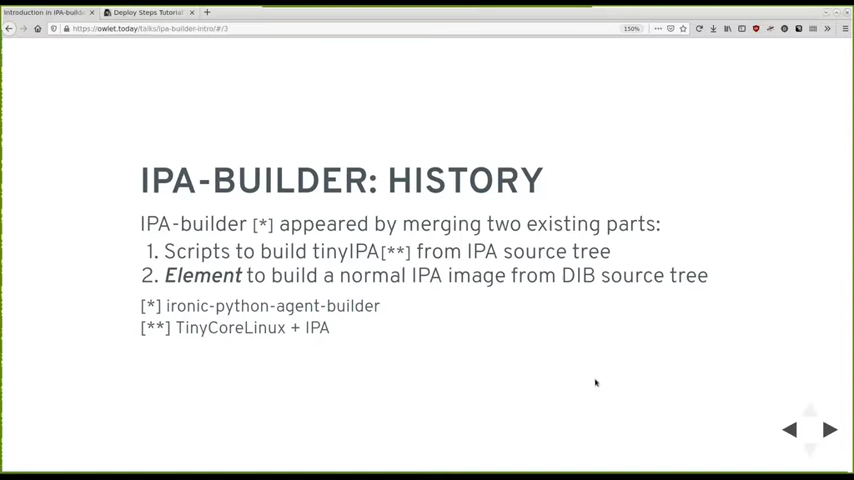 Introduction in IPA-build
Deploy Steps Tutorial
https://owlet.today/talks/ipa-builder-intro/#/3
150%
IPA-BUILDER: HISTORY
IPA-builder [*] appeared by merging two existing parts:
1. Scripts to build tinyIPA[**] from IPA source tree
2. Element to build a normal IPA image from DIB source tree
[*] ironic-python-agent-builder
[**] TinyCoreLinux + IPA